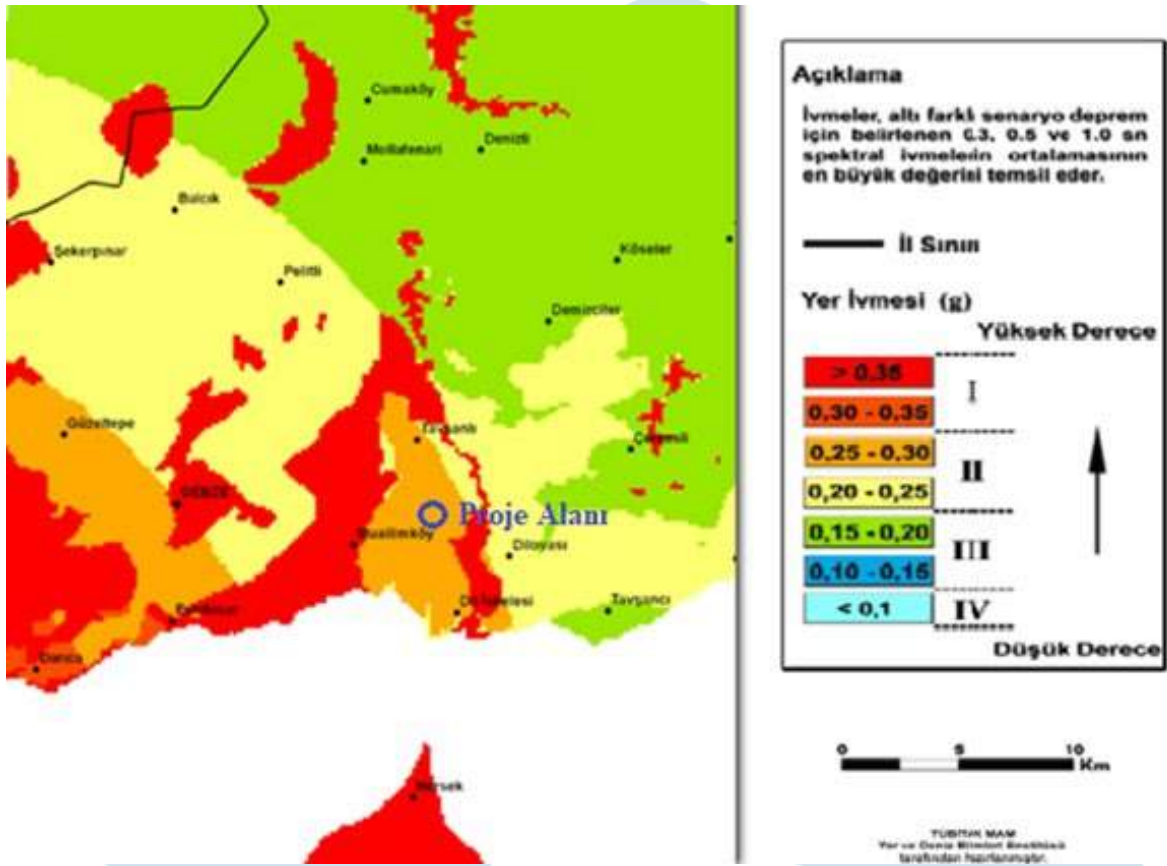 Cumaköy
Mollafenari
Denizli
Balcık
Şekerpınar
Pelitli
Köseler
Demirciler
Güzeltepe
Tavşanlı
Çerkeşli
GEBZE
Proje Alanı
Muallimköy
Dilovası
Dil İskelesi
Tavşancıl
Eskihisar
Darıca
Hersek
Açıklama
İvmeler, altı farklı senaryo deprem
için belirlenen 0.3, 0.5 ve 1.0 sn
spektral ivmelerin ortalamasının
en büyük değerini temsil eder.
İl Sınırı
Yer İvmesi (g)
Yüksek Derece
> 0,35
I
0,30 - 0,35
0,25 - 0,30
II
0,20 - 0,25
0,15 - 0,20
III
0,10 - 0,15
< 0,1
IV
Düşük Derece
0 5 10
Km
TÜBİTAK MAM
Yer ve Deniz Bilimleri Enstitüsü
tarafından hazırlanmıştır.